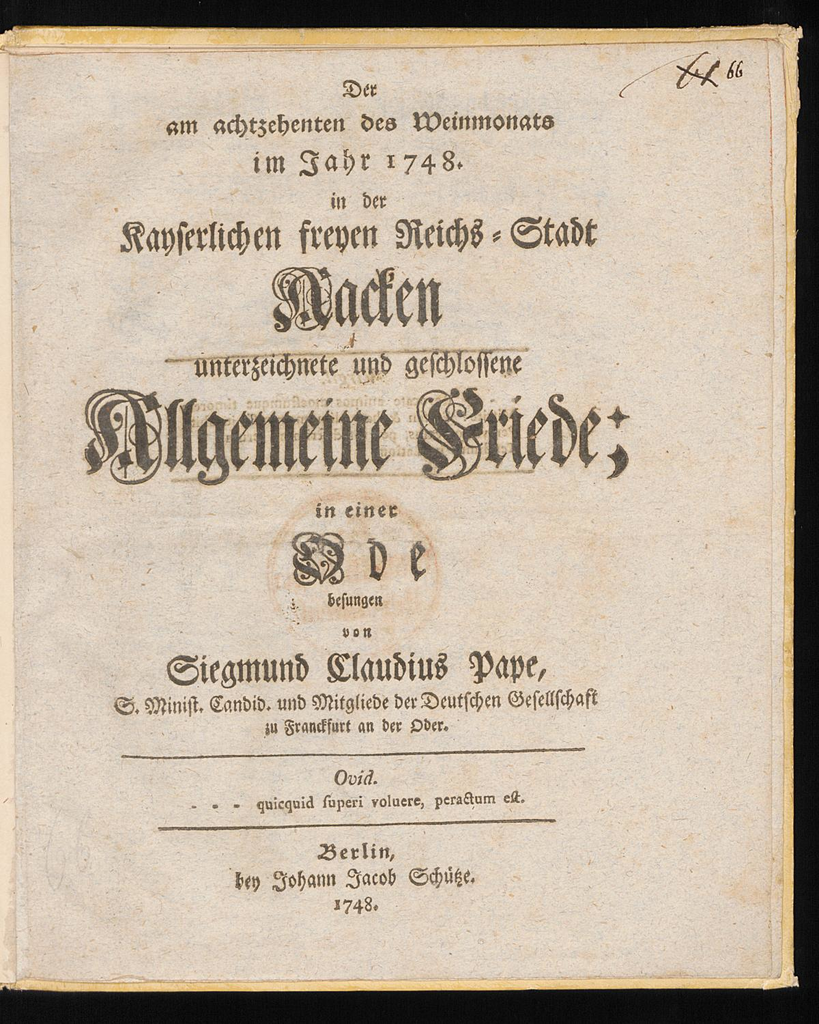 66
Der
am achtzehenten des Weinmonats
im Jahr 1748.
in der
Kayſerlichen freyen Reichs-Stadt
Aacken
unterzeichnete und geſchloſſene
Allgemeine Friede;
in einer
Ode
beſungen
von
Siegmund Claudius Pape,
S. Miniſt. Candid. und Mitgliede der Deutſchen Geſellſchaft
zu Franckfurt an der Oder.
Ovid.
- - - quicquid ſuperi voluere, peractum eſt.
Berlin,
bey Johann Jacob Schütze.
1748.